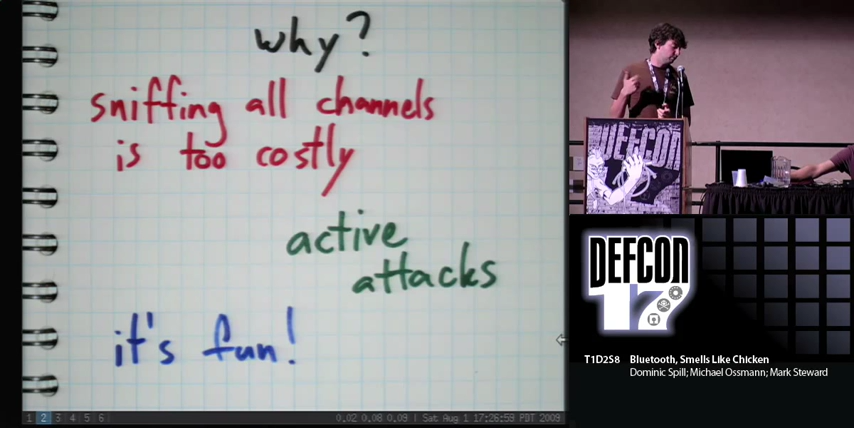 why?
sniffing all channels
is too costly
active
attacks
it's fun!
1 2 3 4 5 6
0.02 0.08 0.09 | Sat Aug 1 17:26:59 PDT 2009
DEFCON
DEFCON
17
T1D2S8 Bluetooth, Smells Like Chicken
Dominic Spill; Michael Ossmann; Mark Steward